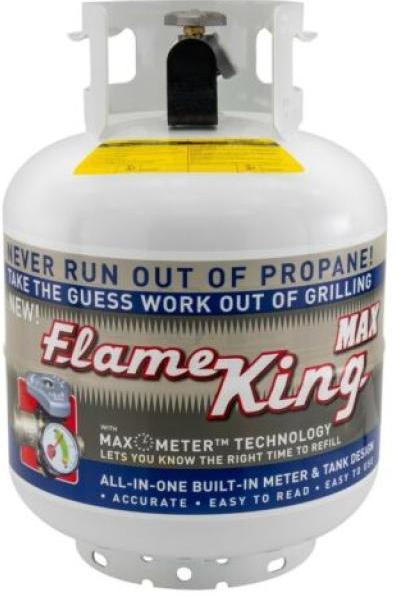 NEVER RUN OUT OF PROPANE!
TAKE THE GUESS WORK OUT OF GRILLING
NEW!
Flame King MAX
WITH
MAX METER™ TECHNOLOGY
LETS YOU KNOW THE RIGHT TIME TO REFILL
ALL-IN-ONE BUILT-IN METER & TANK DESIGN
• ACCURATE • EASY TO READ • EASY TO USE